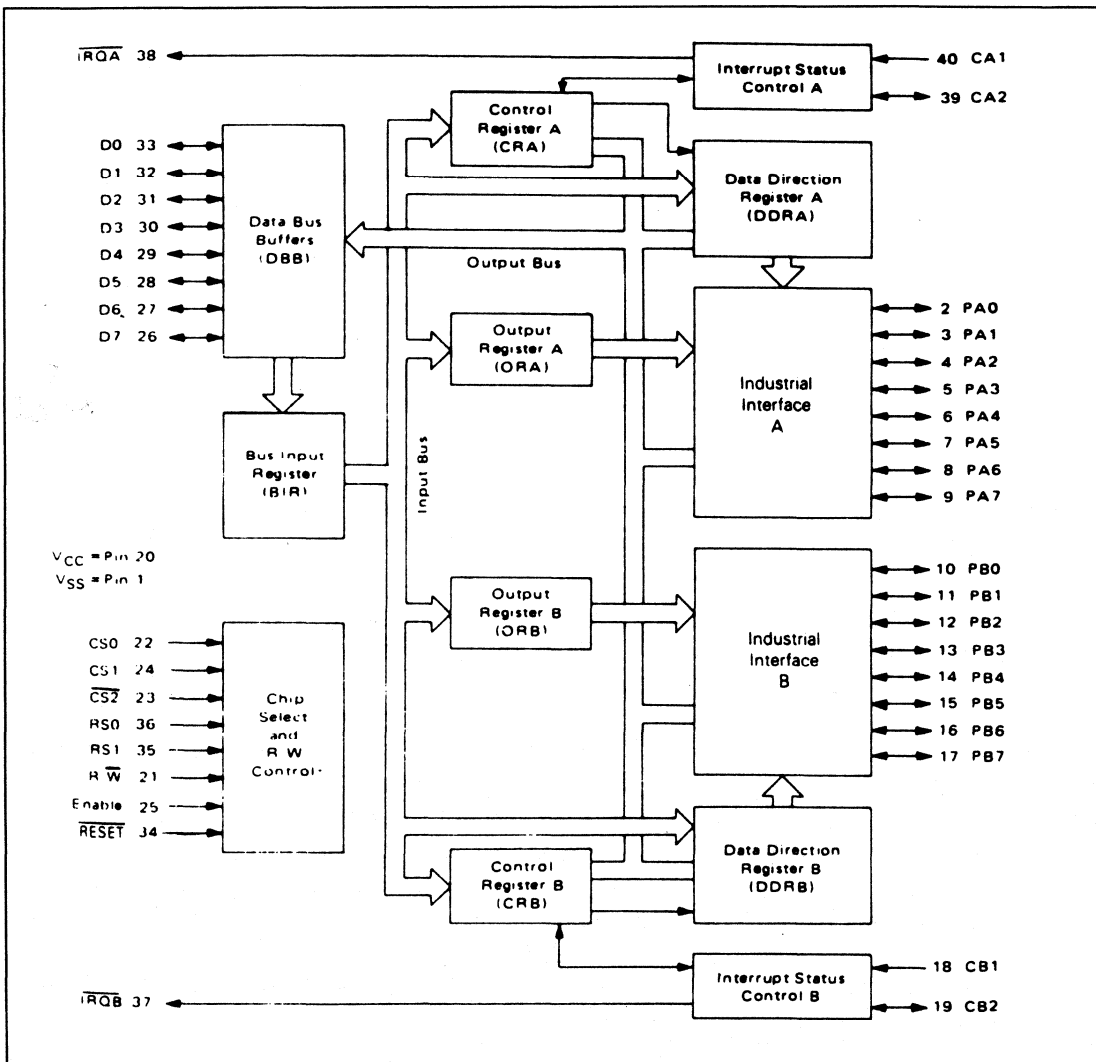 IRQA 38
40 CA1
Interrupt Status
Control A
39 CA2
Control
Register A
(CRA)
D0 33
D1 32
D2 31
D3 30
D4 29
D5 28
D6 27
D7 26
Data Bus
Buffers
(DBB)
Data Direction
Register A
(DDRA)
Output Bus
Output
Register A
(ORA)
Industrial
Interface
A
2 PA0
3 PA1
4 PA2
5 PA3
6 PA4
7 PA5
8 PA6
9 PA7
Bus Input
Register
(BIR)
Input Bus
VCC = Pin 20
VSS = Pin 1
Output
Register B
(ORB)
Industrial
Interface
B
10 PB0
11 PB1
12 PB2
13 PB3
14 PB4
15 PB5
16 PB6
17 PB7
CS0 22
CS1 24
CS2 23
RS0 36
RS1 35
R W 21
Enable 25
RESET 34
Chip
Select
and
R W
Control
Control
Register B
(CRB)
Data Direction
Register B
(DDRB)
Interrupt Status
Control B
18 CB1
19 CB2
IRQB 37